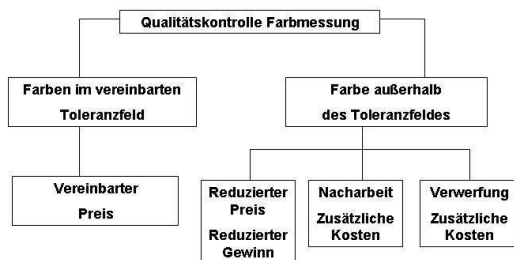 Qualitätskontrolle Farbmessung
Farben im vereinbarten
Toleranzfeld
Farbe außerhalb
des Toleranzfeldes
Vereinbarter
Preis
Reduzierter
Preis
Reduzierter
Gewinn
Nacharbeit
Zusätzliche
Kosten
Verwerfung
Zusätzliche
Kosten